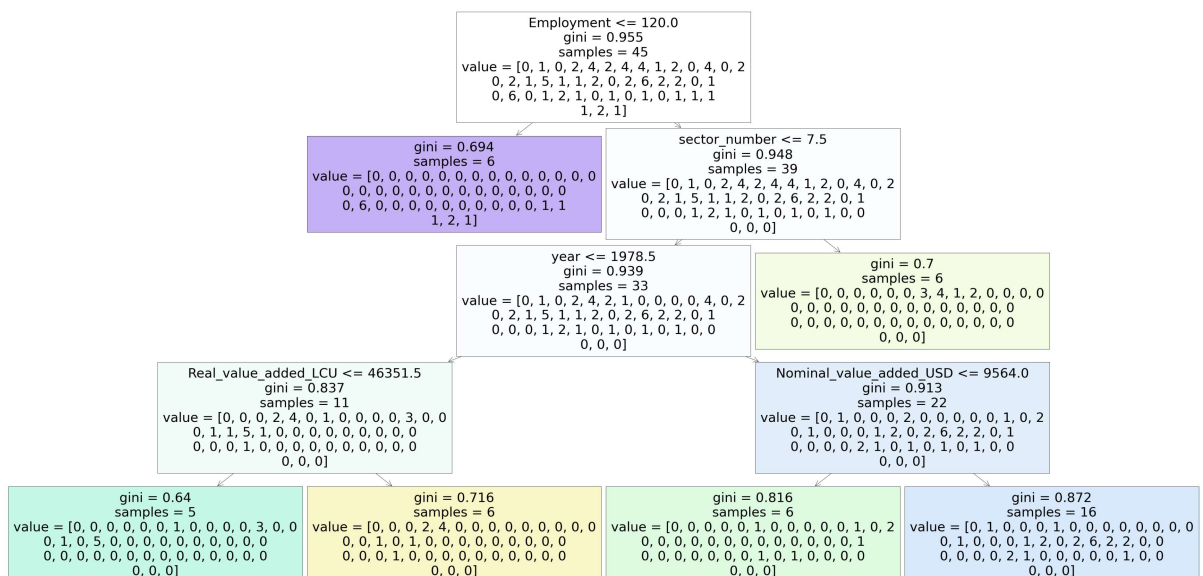 Employment <= 120.0
gini = 0.955
samples = 45
value = [0, 1, 0, 2, 4, 2, 4, 4, 1, 2, 0, 4, 0, 2
0, 2, 1, 5, 1, 1, 2, 0, 2, 6, 2, 2, 0, 1
0, 6, 0, 1, 2, 1, 0, 1, 0, 1, 0, 1, 1, 1
1, 2, 1]
gini = 0.694
samples = 6
value = [0, 0, 0, 0, 0, 0, 0, 0, 0, 0, 0, 0, 0, 0
0, 0, 0, 0, 0, 0, 0, 0, 0, 0, 0, 0, 0, 0
0, 6, 0, 0, 0, 0, 0, 0, 0, 0, 0, 0, 1, 1
1, 2, 1]
sector_number <= 7.5
gini = 0.948
samples = 39
value = [0, 1, 0, 2, 4, 2, 4, 4, 1, 2, 0, 4, 0, 2
0, 2, 1, 5, 1, 1, 2, 0, 2, 6, 2, 2, 0, 1
0, 0, 0, 1, 2, 1, 0, 1, 0, 1, 0, 1, 0, 0
0, 0, 0]
year <= 1978.5
gini = 0.939
samples = 33
value = [0, 1, 0, 2, 4, 2, 1, 0, 0, 0, 0, 4, 0, 2
0, 2, 1, 5, 1, 1, 2, 0, 2, 6, 2, 2, 0, 1
0, 0, 0, 1, 2, 1, 0, 1, 0, 1, 0, 1, 0, 0
0, 0, 0]
gini = 0.7
samples = 6
value = [0, 0, 0, 0, 0, 0, 3, 4, 1, 2, 0, 0, 0, 0
0, 0, 0, 0, 0, 0, 0, 0, 0, 0, 0, 0, 0, 0
0, 0, 0, 0, 0, 0, 0, 0, 0, 0, 0, 0, 0, 0
0, 0, 0]
Real_value_added_LCU <= 46351.5
gini = 0.837
samples = 11
value = [0, 0, 0, 2, 4, 0, 1, 0, 0, 0, 0, 3, 0, 0
0, 1, 1, 5, 1, 0, 0, 0, 0, 0, 0, 0, 0, 0
0, 0, 0, 1, 0, 0, 0, 0, 0, 0, 0, 0, 0, 0
0, 0, 0]
Nominal_value_added_USD <= 9564.0
gini = 0.913
samples = 22
value = [0, 1, 0, 0, 0, 2, 0, 0, 0, 0, 0, 1, 0, 2
0, 1, 0, 0, 0, 1, 2, 0, 2, 6, 2, 2, 0, 1
0, 0, 0, 0, 2, 1, 0, 1, 0, 1, 0, 1, 0, 0
0, 0, 0]
gini = 0.64
samples = 5
value = [0, 0, 0, 0, 0, 0, 1, 0, 0, 0, 0, 3, 0, 0
0, 1, 0, 5, 0, 0, 0, 0, 0, 0, 0, 0, 0, 0
0, 0, 0, 0, 0, 0, 0, 0, 0, 0, 0, 0, 0, 0
0, 0, 0]
gini = 0.716
samples = 6
value = [0, 0, 0, 2, 4, 0, 0, 0, 0, 0, 0, 0, 0, 0
0, 0, 1, 0, 1, 0, 0, 0, 0, 0, 0, 0, 0, 0
0, 0, 0, 1, 0, 0, 0, 0, 0, 0, 0, 0, 0, 0
0, 0, 0]
gini = 0.816
samples = 6
value = [0, 0, 0, 0, 0, 1, 0, 0, 0, 0, 0, 1, 0, 2
0, 0, 0, 0, 0, 0, 0, 0, 0, 0, 0, 0, 0, 1
0, 0, 0, 0, 0, 0, 0, 1, 0, 1, 0, 0, 0, 0
0, 0, 0]
gini = 0.872
samples = 16
value = [0, 1, 0, 0, 0, 1, 0, 0, 0, 0, 0, 0, 0, 0
0, 1, 0, 0, 0, 1, 2, 0, 2, 6, 2, 2, 0, 0
0, 0, 0, 0, 2, 1, 0, 0, 0, 0, 0, 1, 0, 0
0, 0, 0]